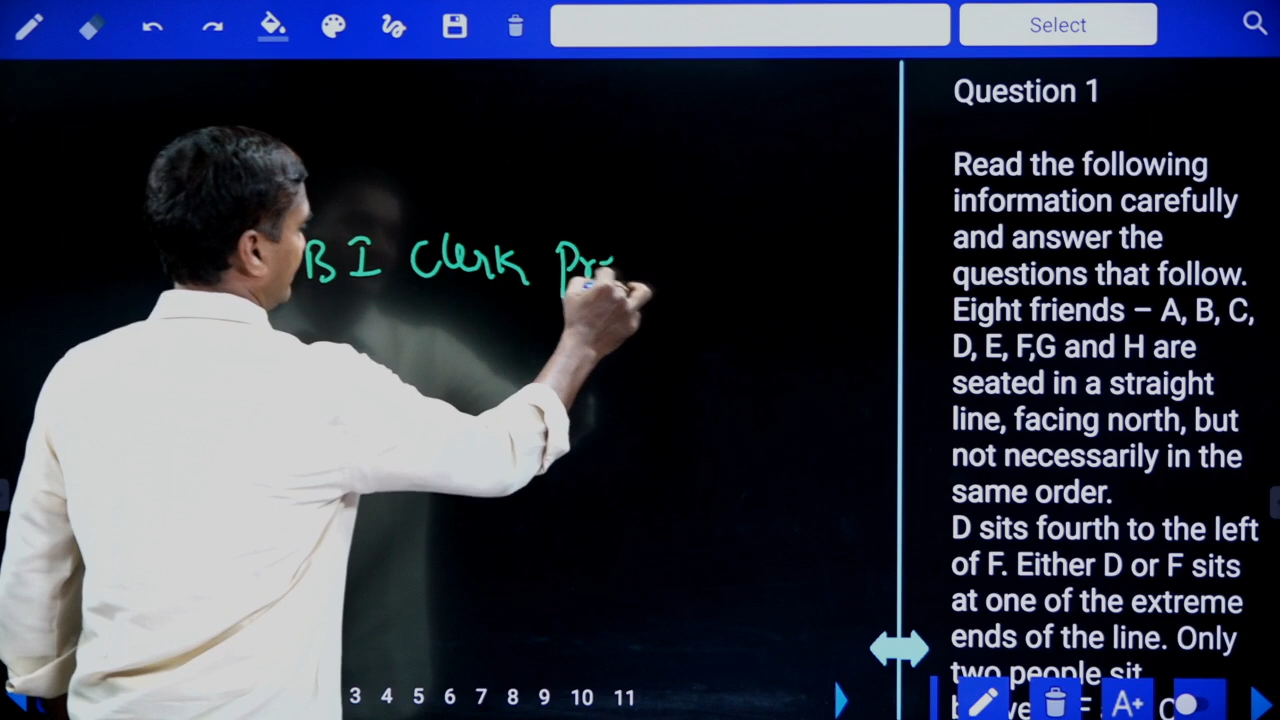 Select
Question 1
Read the following
information carefully
and answer the
questions that follow.
Eight friends – A, B, C,
D, E, F,G and H are
seated in a straight
line, facing north, but
not necessarily in the
same order.
D sits fourth to the left
of F. Either D or F sits
at one of the extreme
ends of the line. Only
two people sit
BI Clerk Pr
3 4 5 6 7 8 9 10 11
A+